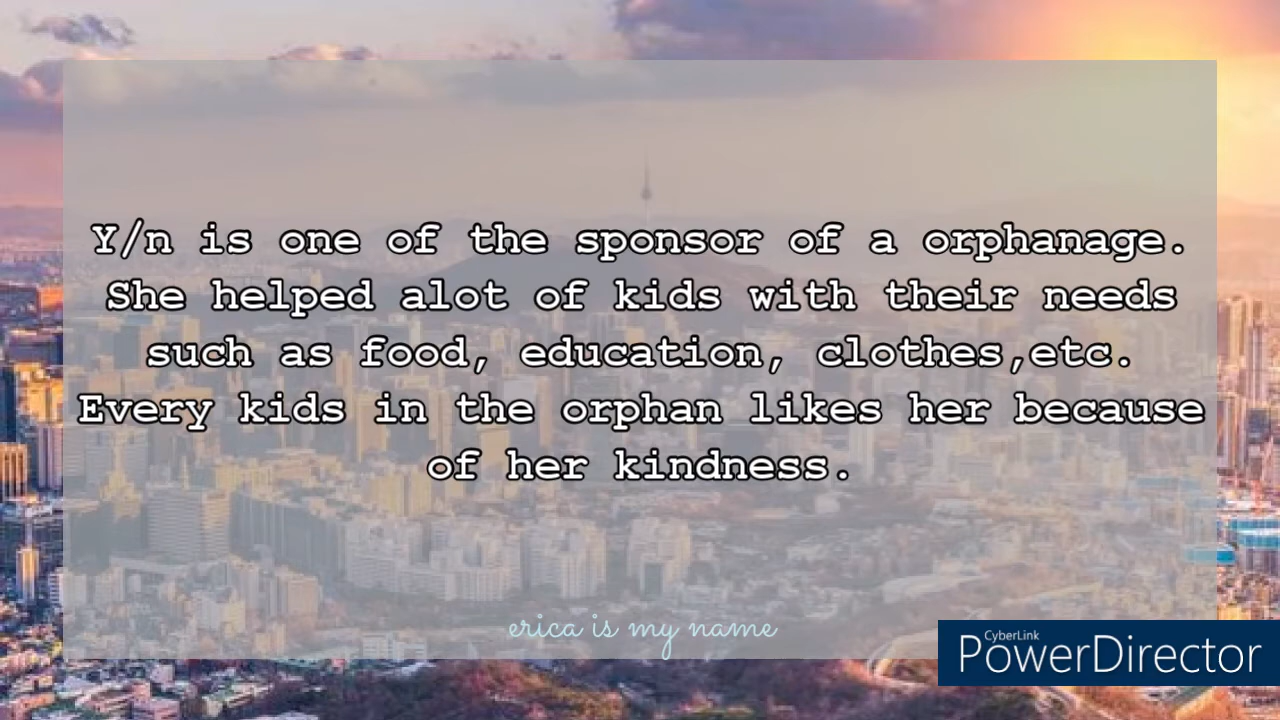 Y/n is one of the sponsor of a orphanage.
She helped alot of kids with their needs
such as food, education, clothes,etc.
Every kids in the orphan likes her because
of her kindness.
erica is my name
CyberLink
PowerDirector